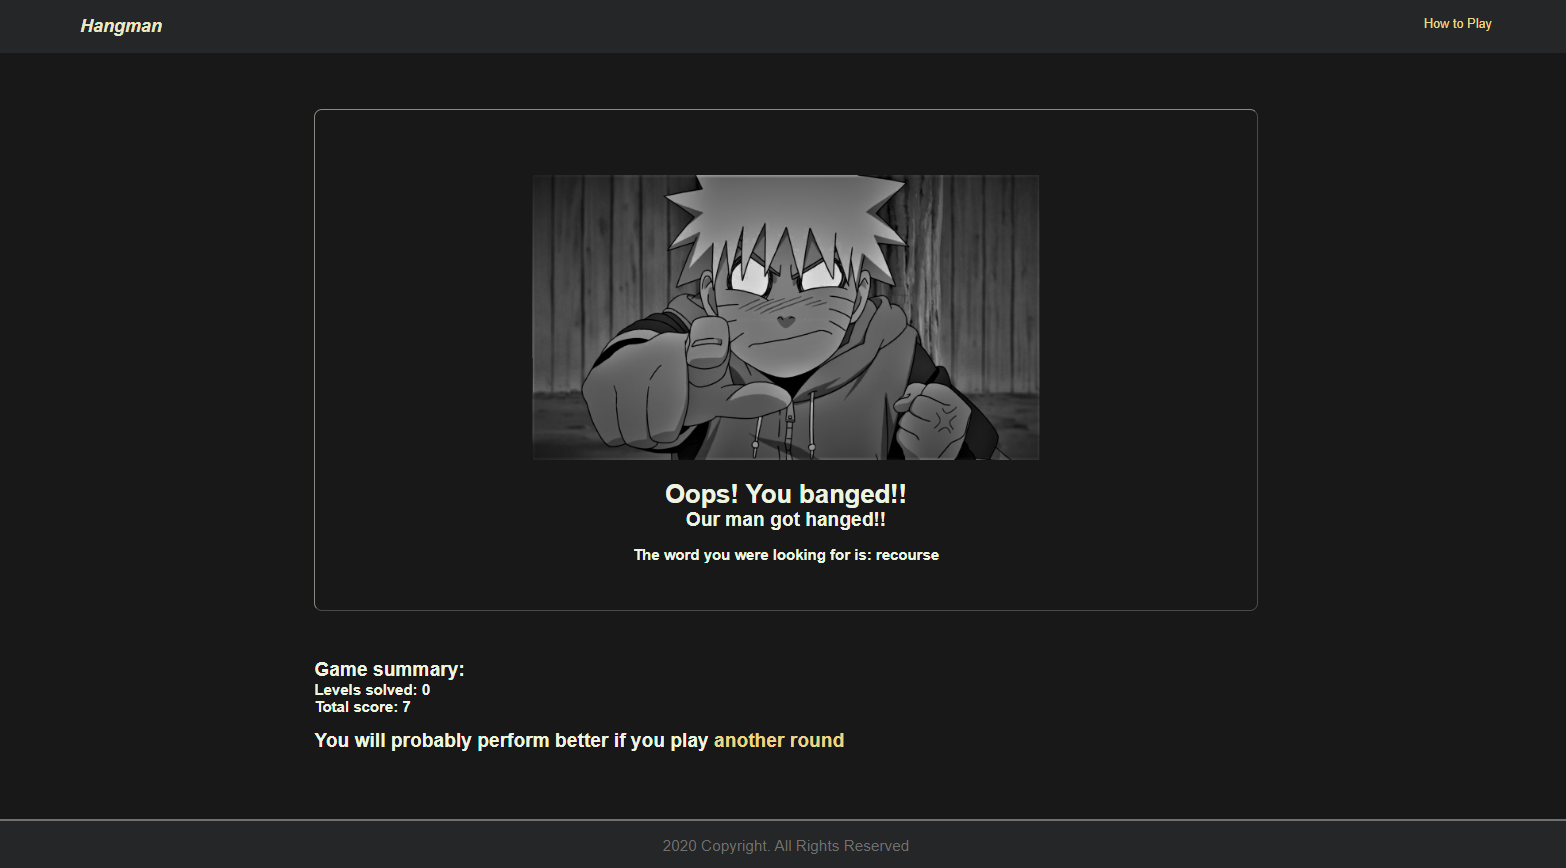 Hangman
How to Play
Oops! You banged!!
Our man got hanged!!
The word you were looking for is: recourse
Game summary:
Levels solved: 0
Total score: 7
You will probably perform better if you play another round
2020 Copyright. All Rights Reserved